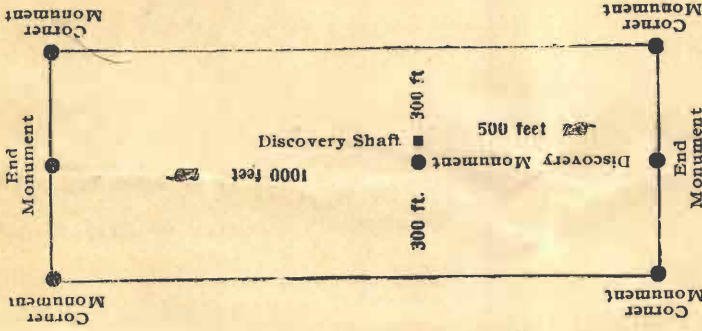 Corner
Monument
Corner
Monument
End
Monument
300 ft
Discovery Shaft
500 feet
1000 feet
Discovery Monument
300 ft.
End
Monument
Corner
Monument
Corner
Monument